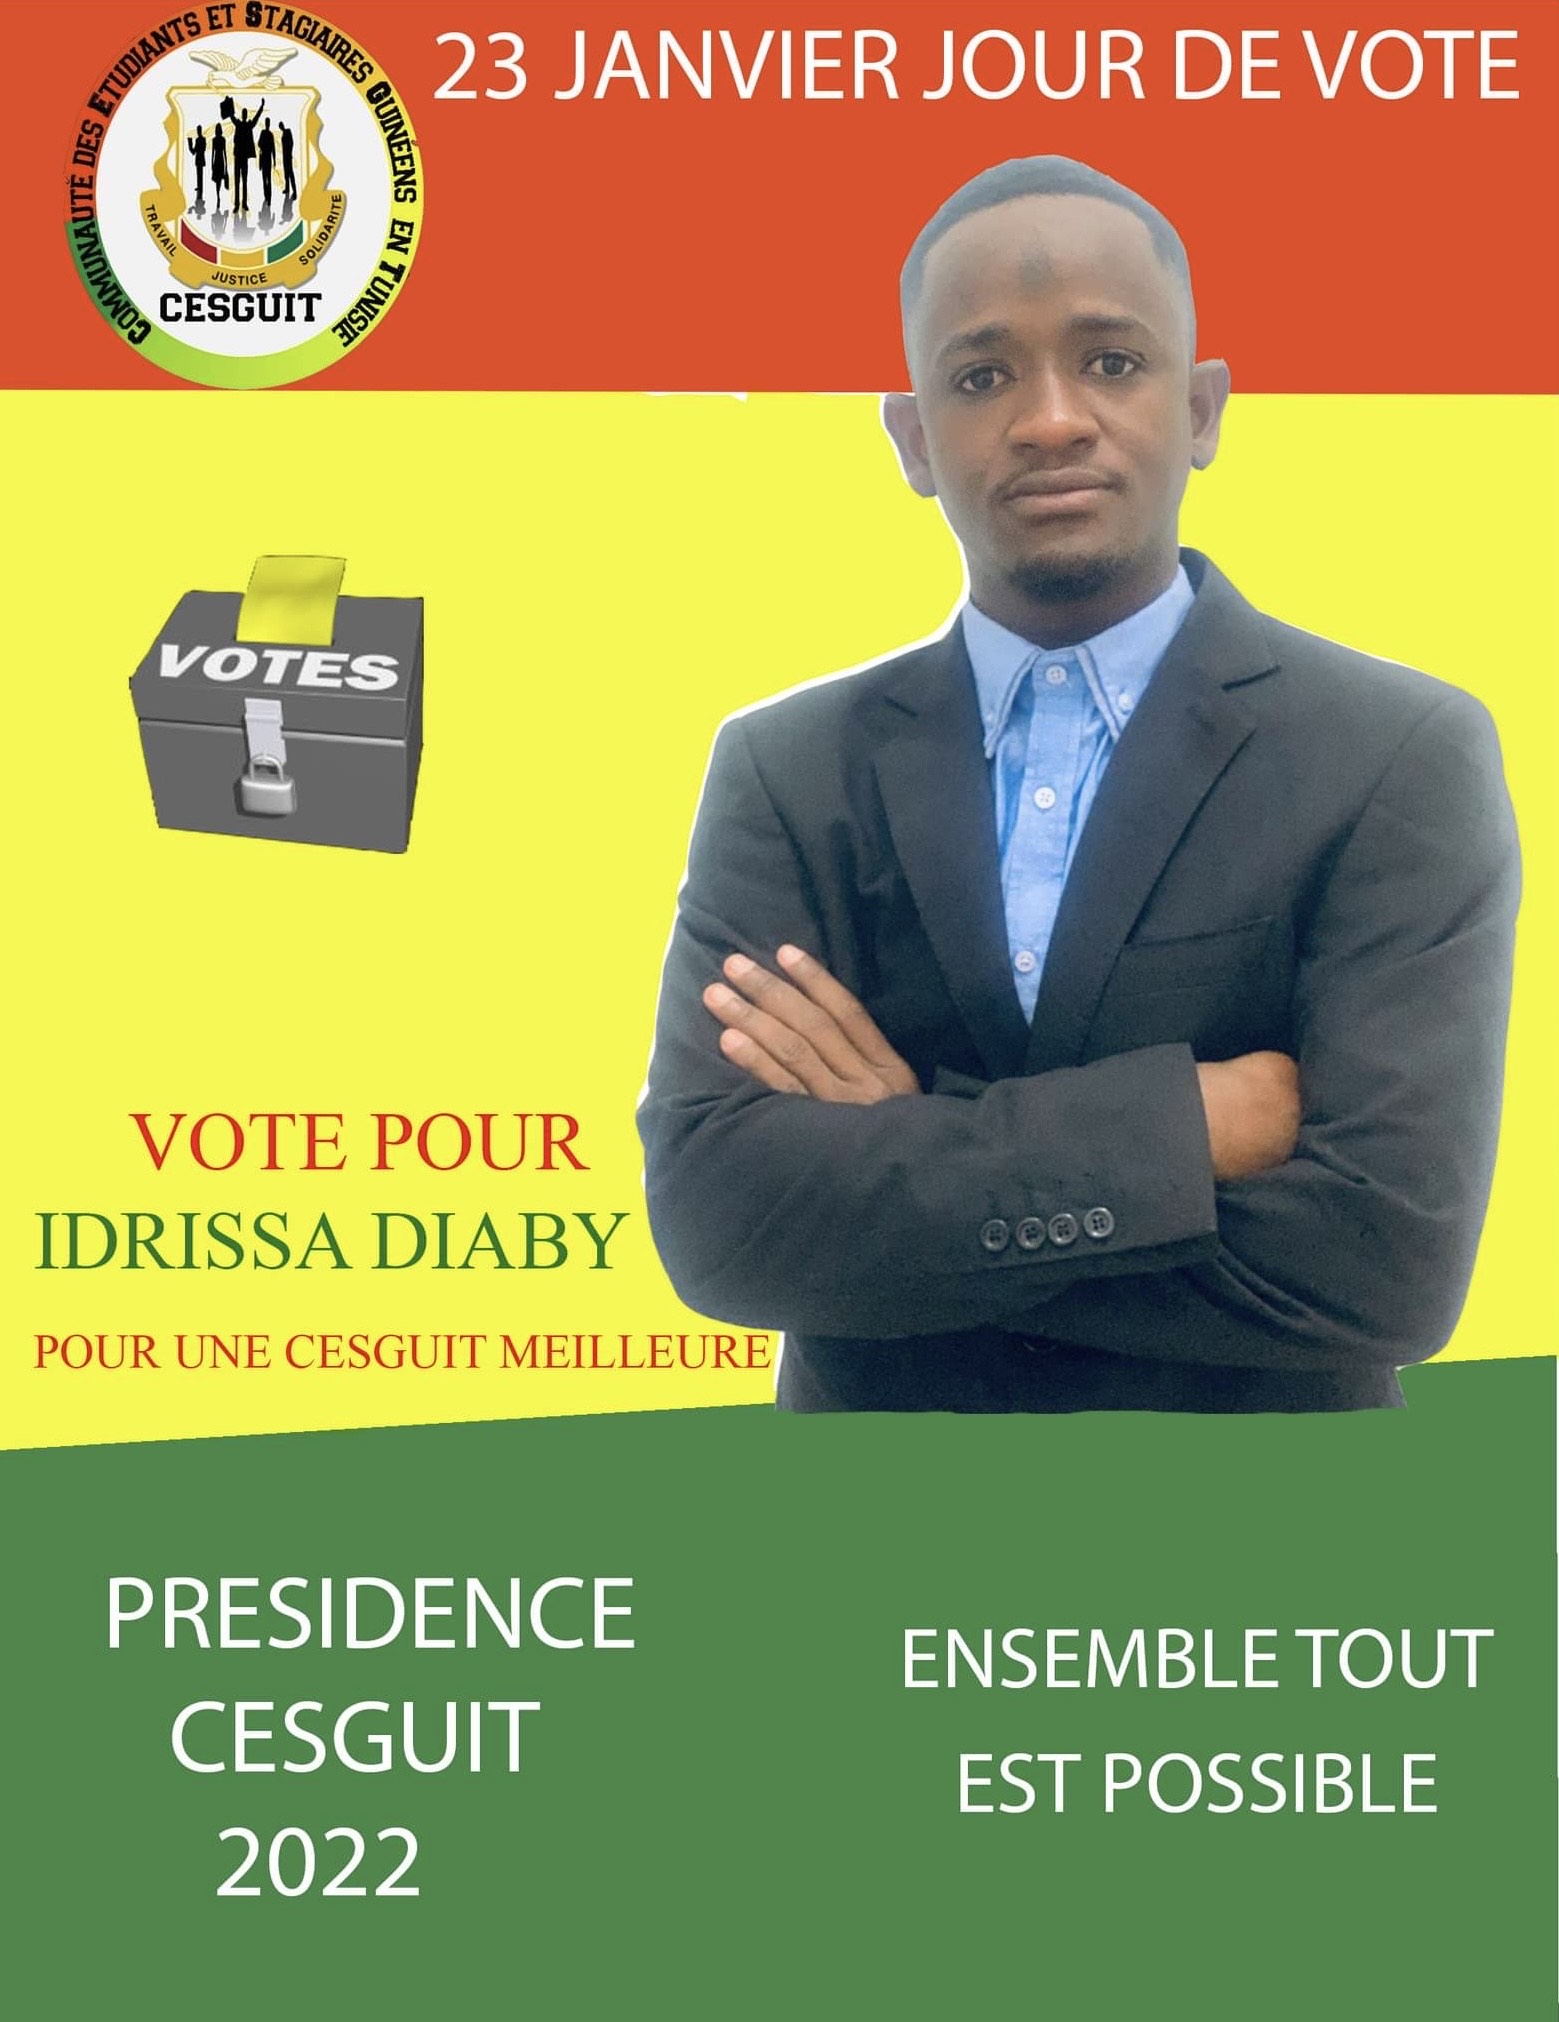 COMMUNAUTÉ DES ETUDIANTS ET STAGIAIRES GUINÉENS EN TUNISIE
TRAVAIL
JUSTICE
SOLIDARITE
CESGUIT
23 JANVIER JOUR DE VOTE
VOTES
VOTE POUR
IDRISSA DIABY
POUR UNE CESGUIT MEILLEURE
PRESIDENCE
CESGUIT
2022
ENSEMBLE TOUT
EST POSSIBLE